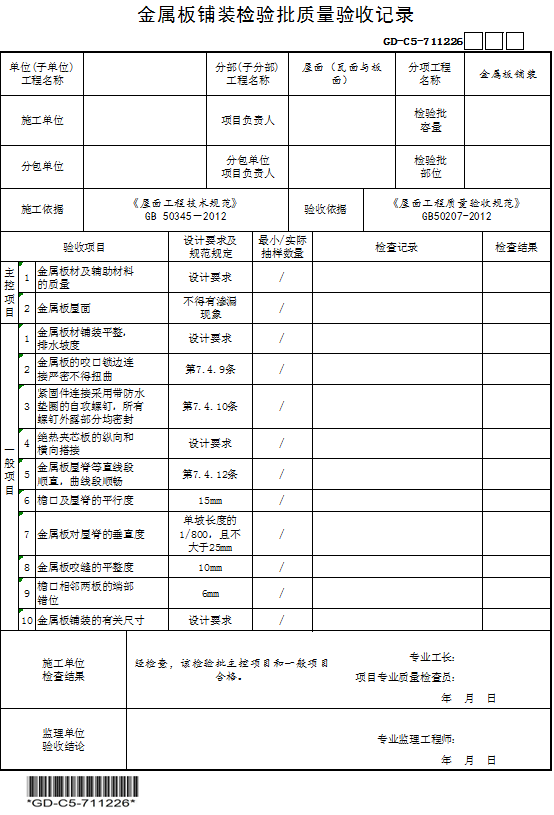 金属板铺装检验批质量验收记录
GD-C5-711226
单位(子单位)
工程名称
分部(子分部)
工程名称
屋面（瓦面与板
面）
分项工程
名称
金属板铺装
施工单位
项目负责人
检验批
容量
分包单位
分包单位
项目负责人
检验批
部位
施工依据
《屋面工程技术规范》
GB 50345－2012
验收依据
《屋面工程质量验收规范》
GB50207-2012
验收项目
设计要求及
规范规定
最小/实际
抽样数量
检查记录
检查结果
主控项目
1
金属板材及辅助材料
的质量
设计要求
/
2
金属板屋面
不得有渗漏
现象
/
一般项目
1
金属板材铺装平整，
排水坡度
设计要求
/
2
金属板的咬口锁边连
接严密不得扭曲
第7.4.9条
/
3
紧固件连接采用带防水
垫圈的自攻螺钉，所有
螺钉外露部分均密封
第7.4.10条
/
4
绝热夹芯板的纵向和
横向搭接
设计要求
/
5
金属板屋脊等直线段
顺直，曲线段顺畅
第7.4.12条
/
6
檐口及屋脊的平行度
15mm
/
7
金属板对屋脊的垂直度
单坡长度的
1/800，且不
大于25mm
/
8
金属板咬缝的平整度
10mm
/
9
檐口相邻两板的端部
错位
6mm
/
10
金属板铺装的有关尺寸
设计要求
/
施工单位
检查结果
经检查，该检验批主控项目和一般项目
合格。
专业工长：
项目专业质量检查员：
年 月 日
监理单位
验收结论
专业监理工程师：
年 月 日
*GD-C5-711226*